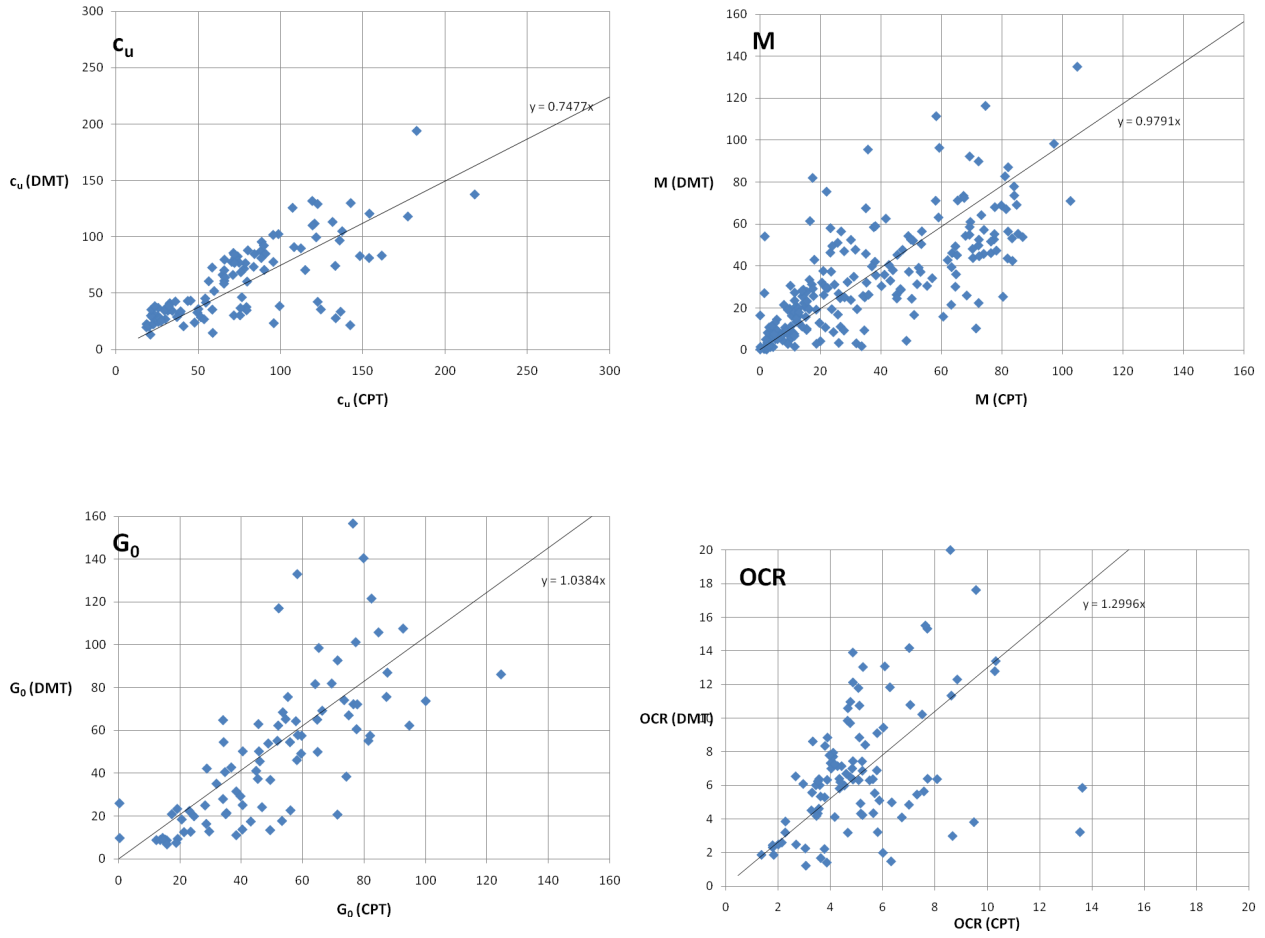 300
c_u
250
y = 0.7477x
200
c_u (DMT)
150
100
50
0
0 50 100 150 200 250 300
c_u (CPT)
160
M
140
120
y = 0.9791x
100
M (DMT)
80
60
40
20
0
0 20 40 60 80 100 120 140 160
M (CPT)
160
G_0
140
y = 1.0384x
120
100
G_0 (DMT)
80
60
40
20
0
0 20 40 60 80 100 120 140 160
G_0 (CPT)
20
OCR
18
y = 1.2996x
16
14
12
OCR (DMT)
10
8
6
4
2
0
0 2 4 6 8 10 12 14 16 18 20
OCR (CPT)